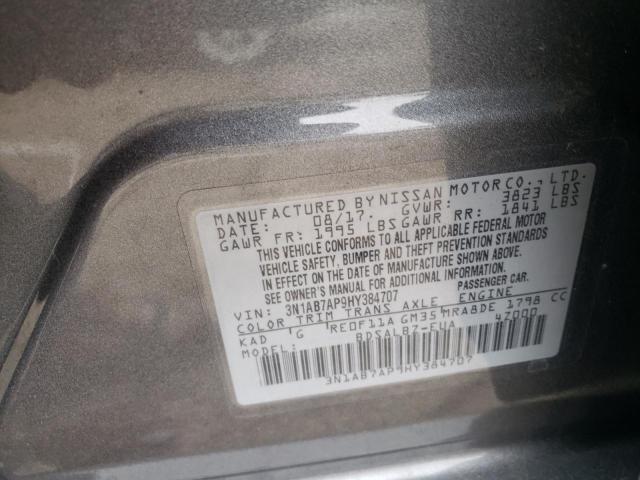 MANUFACTURED BY NISSAN MOTOR CO., LTD.
DATE: 08/17. GVWR: 3823 LBS
GAWR FR: 1995 LBS GAWR RR: 1841 LBS
THIS VEHICLE CONFORMS TO ALL APPLICABLE FEDERAL MOTOR
VEHICLE SAFETY, BUMPER AND THEFT PREVENTION STANDARDS
IN EFFECT ON THE DATE OF MANUFACTURE SHOWN ABOVE.
SEE OWNER'S MANUAL FOR ADDITIONAL INFORMATION.
VIN: 3N1AB7AP9HY384707 PASSENGER CAR
COLOR TRIM TRANS AXLE ENGINE
KAD G RE0F11A GM35 MRA8DE 1798 CC
MODEL: BDSALB7-EUA 47000
3N1AB7AP9HY384707